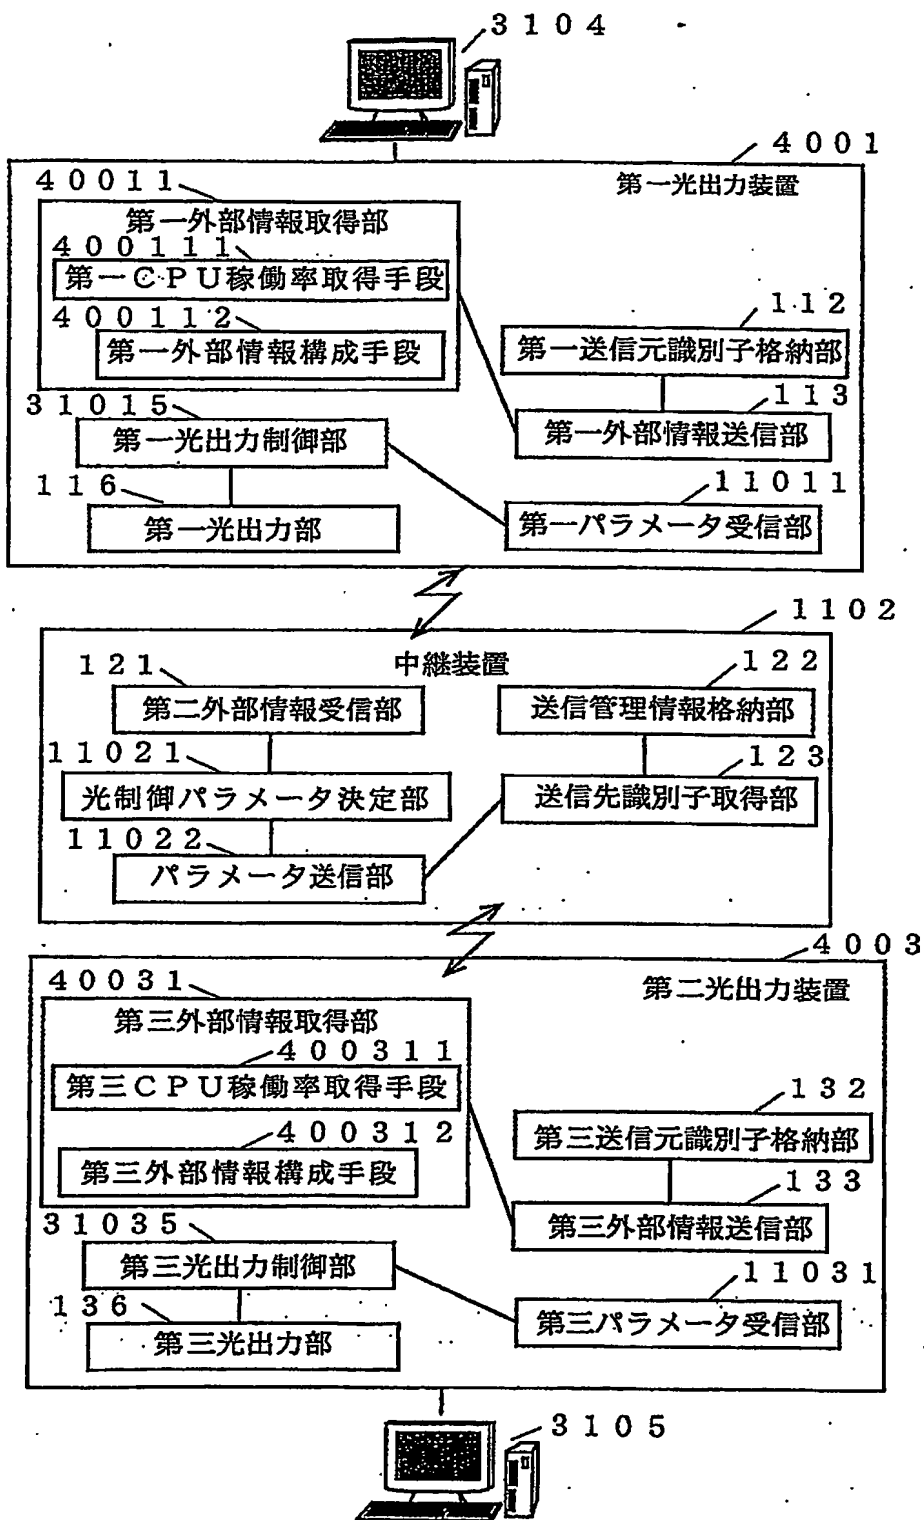 3104
4001
第一光出力装置
40011
第一外部情報取得部
400111
第一CPU稼働率取得手段
400112
第一外部情報構成手段
112
第一送信元識別子格納部
113
第一外部情報送信部
31015
第一光出力制御部
116
第一光出力部
11011
第一パラメータ受信部
1102
中継装置
121
第二外部情報受信部
122
送信管理情報格納部
11021
光制御パラメータ決定部
123
送信先識別子取得部
11022
パラメータ送信部
4003
第二光出力装置
40031
第三外部情報取得部
400311
第三CPU稼働率取得手段
400312
第三外部情報構成手段
132
第三送信元識別子格納部
133
第三外部情報送信部
31035
第三光出力制御部
136
第三光出力部
11031
第三パラメータ受信部
3105